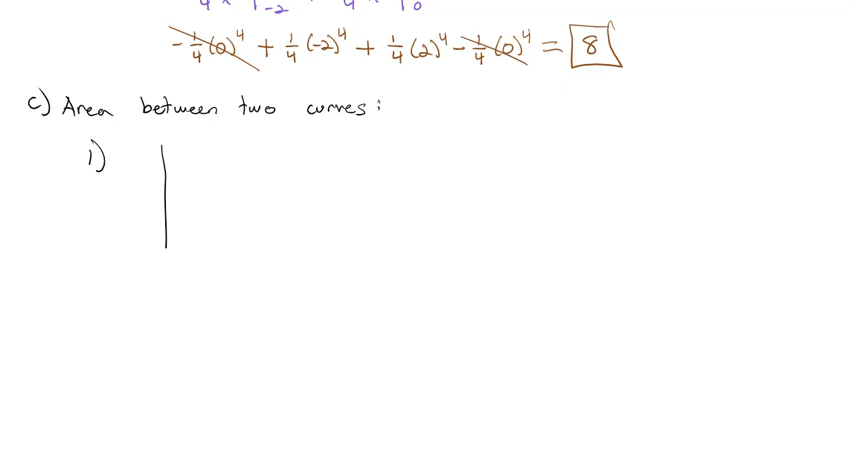 -1/4(0)^4 + 1/4(-2)^4 + 1/4(2)^4 - 1/4(0)^4 = 8
c) Area between two curves:
i)